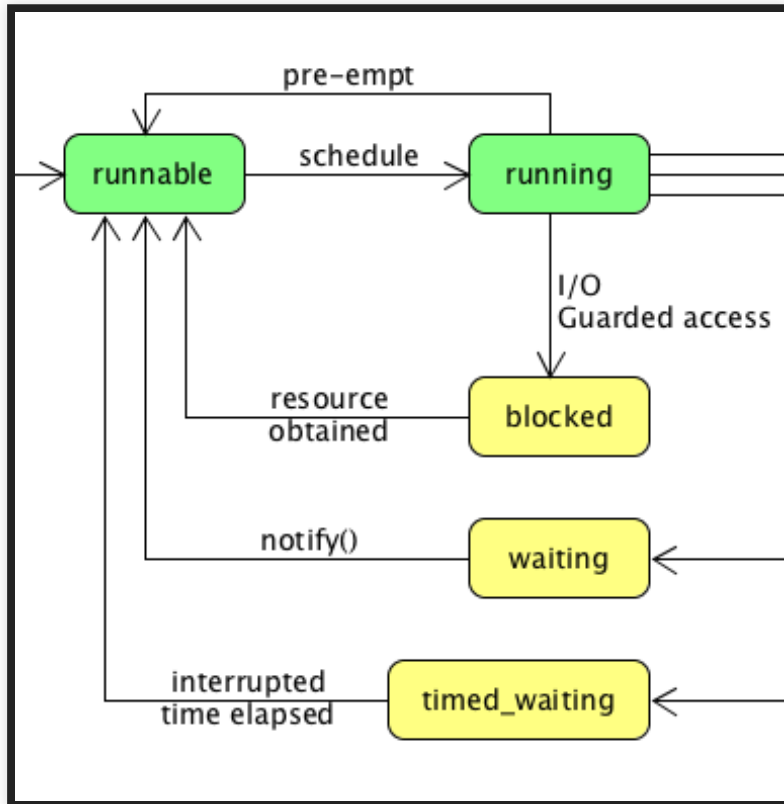 pre-empt
runnable
schedule
running
I/O
Guarded access
resource
obtained
blocked
notify()
waiting
interrupted
time elapsed
timed_waiting